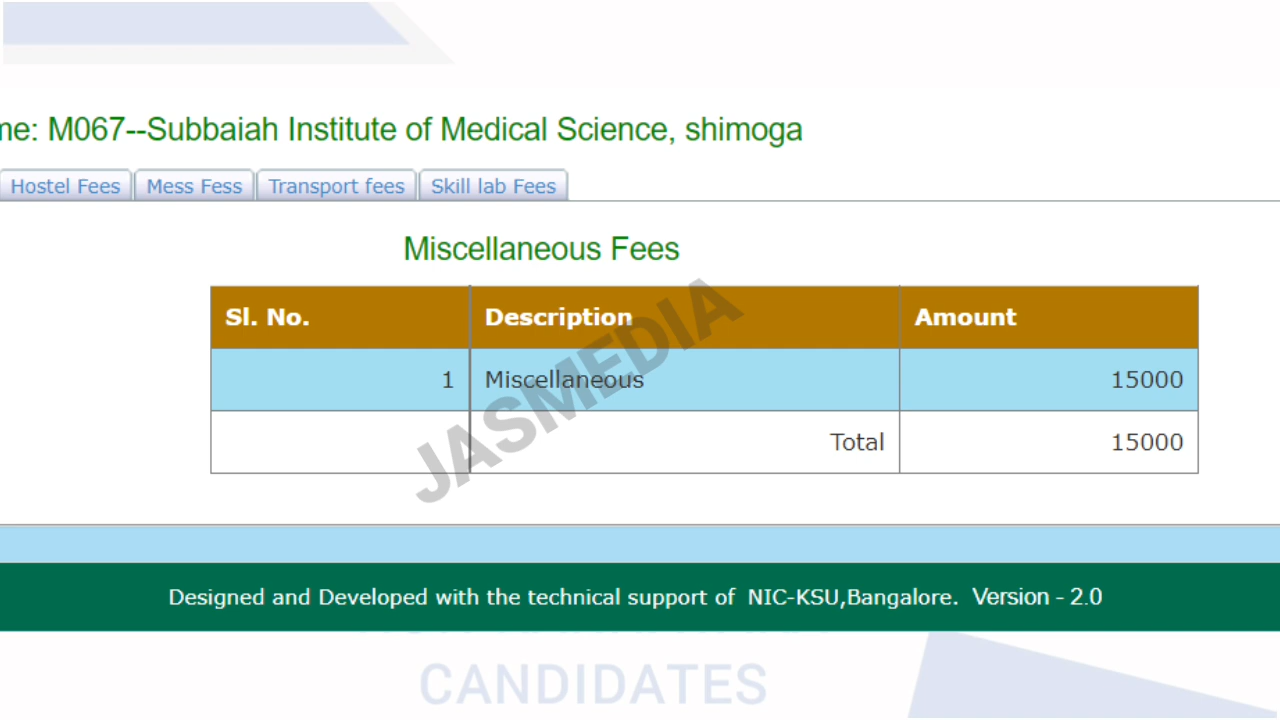 me: M067--Subbaiah Institute of Medical Science, shimoga
Hostel Fees Mess Fess Transport fees Skill lab Fees
Miscellaneous Fees
Sl. No. Description Amount
1 Miscellaneous 15000
Total 15000
JASMEDIA
Designed and Developed with the technical support of NIC-KSU,Bangalore. Version - 2.0
CANDIDATES